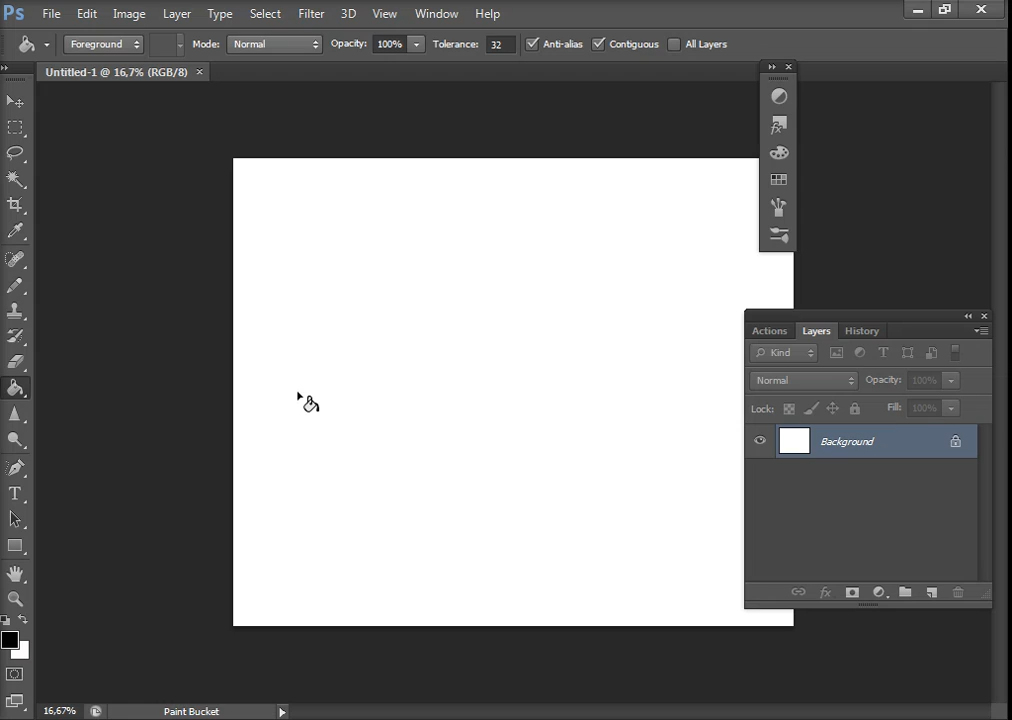 Ps File Edit Image Layer Type Select Filter 3D View Window Help
Foreground Mode: Normal Opacity: 100% Tolerance: 32 Anti-alias Contiguous All Layers
Untitled-1 @ 16,7% (RGB/8) ×
Actions Layers History
Kind T
Normal Opacity: 100%
Lock: Fill: 100%
Background
fx
T
16,67% Paint Bucket